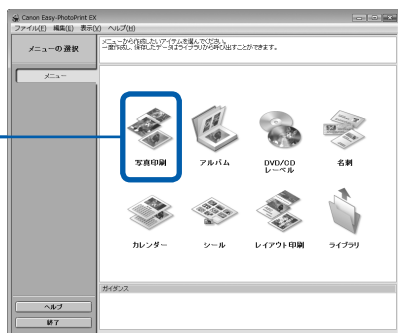 Canon Easy-PhotoPrint EX
ファイル(F) 編集(E) 表示(V) ヘルプ(H)
メニューの選択
メニューから作成したいアイテムを選んでください。
一度作成し、保存したデータはライブラリから呼び出すことができます。
メニュー
写真印刷
アルバム
DVD/CD
レーベル
名刺
カレンダー
シール
レイアウト印刷
ライブラリ
ガイダンス
ヘルプ
終了